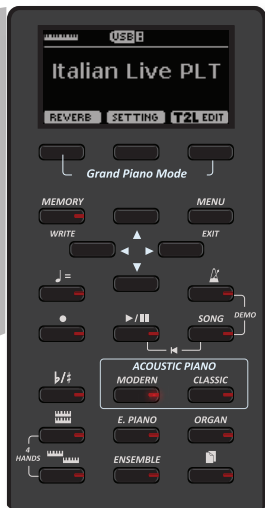 USB
Italian Live PLT
REVERB SETTING T2L EDIT
Grand Piano Mode
MEMORY MENU
WRITE EXIT
♩ =
▶/II SONG DEMO
ACOUSTIC PIANO
♭/♯ MODERN CLASSIC
E. PIANO ORGAN
4 HANDS
ENSEMBLE